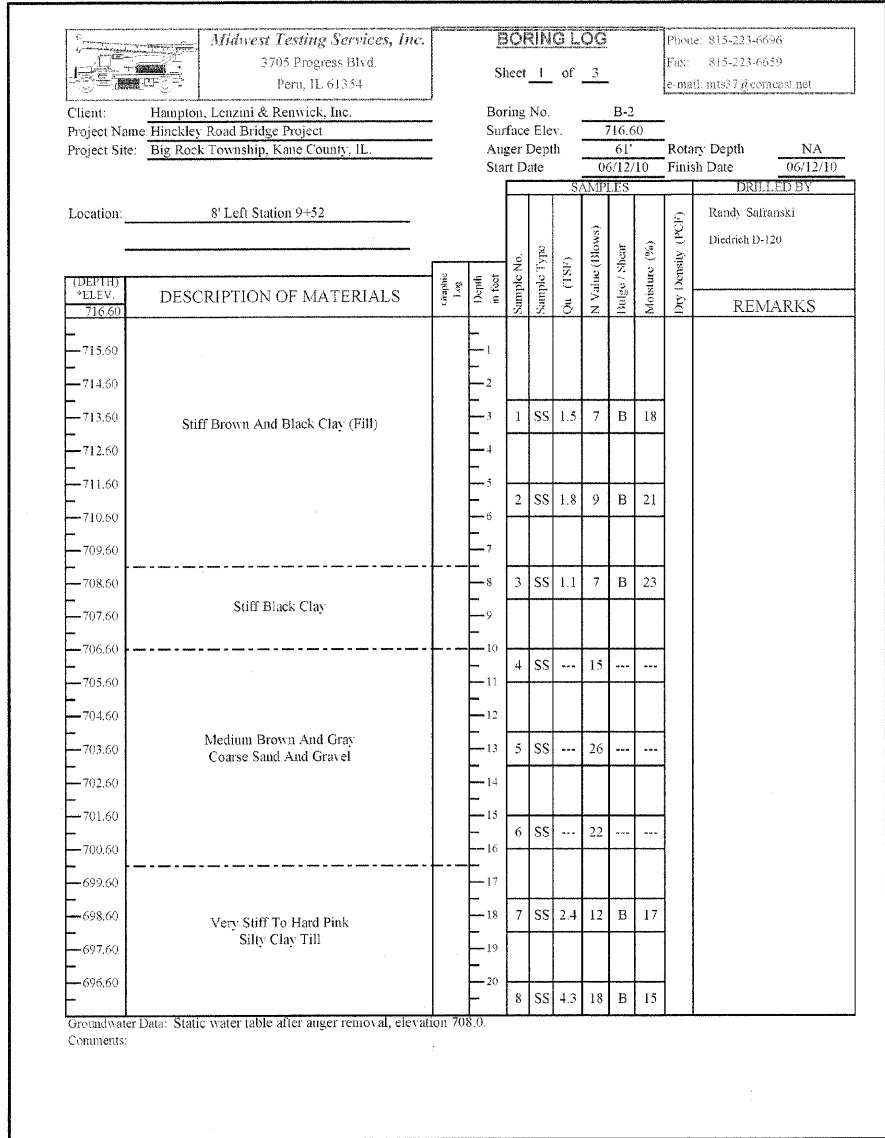 Midwest Testing Services, Inc.
3705 Progress Blvd.
Peru, IL 61354
BORING LOG
Sheet 1 of 3
Phone: 815-223-6696
Fax: 815-223-6659
e-mail: mts37@comcast.net
Client: Hampton, Lenzini & Renwick, Inc.
Project Name: Hinckley Road Bridge Project
Project Site: Big Rock Township, Kane County, IL.
Boring No. B-2
Surface Elev. 716.60
Auger Depth 61' Rotary Depth NA
Start Date 06/12/10 Finish Date 06/12/10
SAMPLES DRILLED BY
Location: 8' Left Station 9+52
Randy Safranski
Diedrich D-120
(DEPTH)
*ELEV.
716.60
DESCRIPTION OF MATERIALS
Graphic Log
Depth in feet
Sample No.
Sample Type
Qu (TSF)
N Value (Blows)
Bulge / Shear
Moisture (%)
Dry Density (PCF)
REMARKS
715.60 1
714.60 2
713.60 3 1 SS 1.5 7 B 18
Stiff Brown And Black Clay (Fill)
712.60 4
711.60 5
2 SS 1.8 9 B 21
710.60 6
709.60 7
708.60 8 3 SS 1.1 7 B 23
Stiff Black Clay
707.60 9
706.60 10
4 SS --- 15 --- ---
705.60 11
704.60 12
Medium Brown And Gray
703.60 13 5 SS --- 26 --- ---
Coarse Sand And Gravel
702.60 14
701.60 15
6 SS --- 22 --- ---
700.60 16
699.60 17
698.60 18 7 SS 2.4 12 B 17
Very Stiff To Hard Pink
Silty Clay Till
697.60 19
696.60 20
8 SS 4.3 18 B 15
Groundwater Data: Static water table after auger removal, elevation 708.0.
Comments: